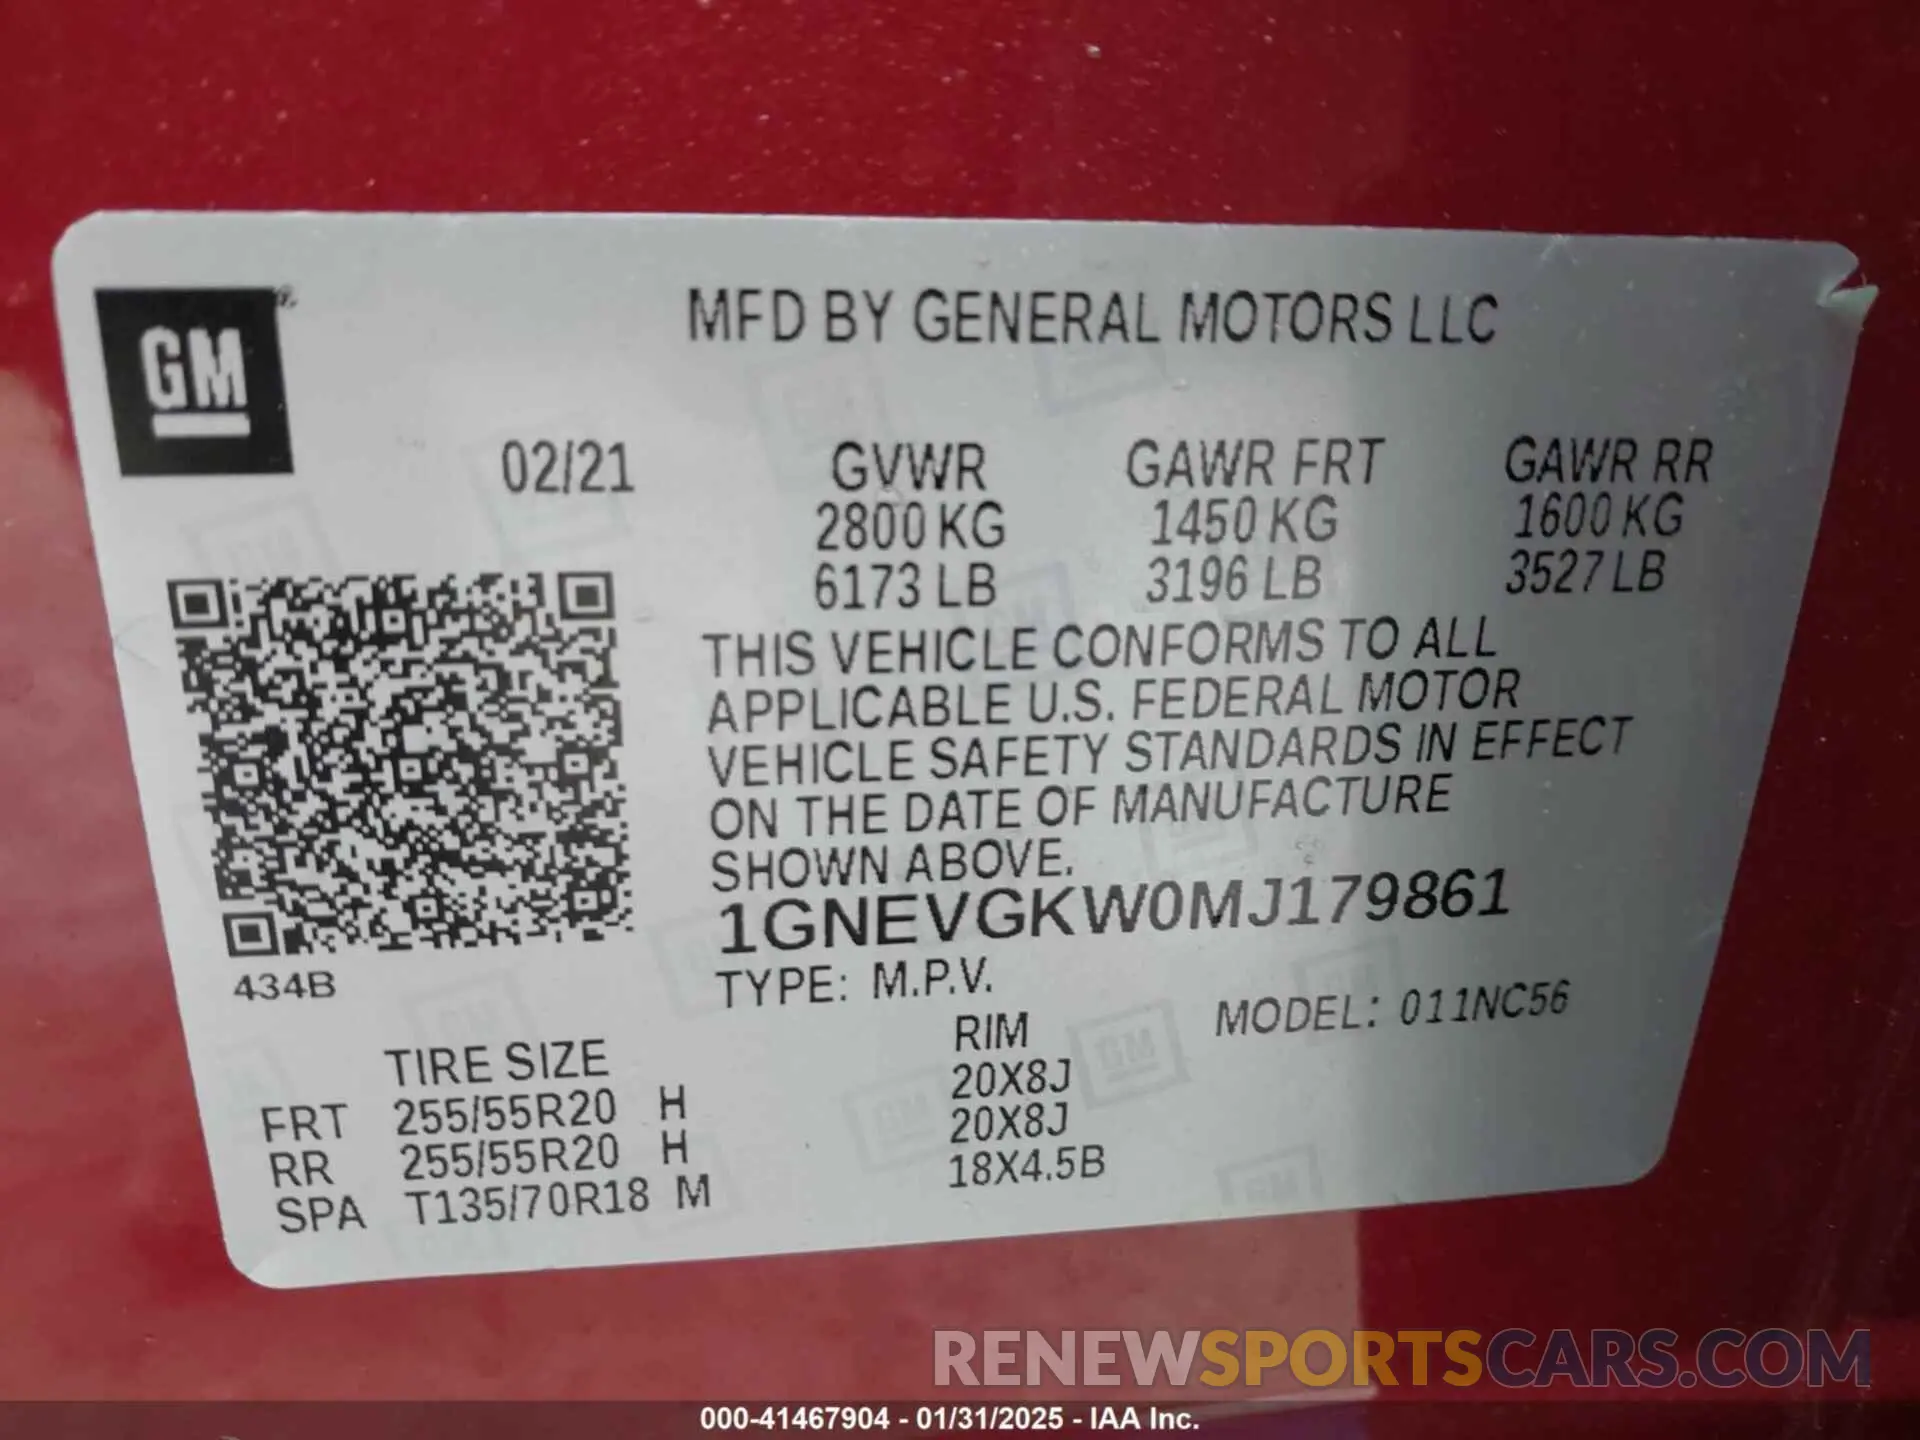 GM
MFD BY GENERAL MOTORS LLC
02/21 GVWR GAWR FRT GAWR RR
2800 KG 1450 KG 1600 KG
6173 LB 3196 LB 3527 LB
THIS VEHICLE CONFORMS TO ALL
APPLICABLE U.S. FEDERAL MOTOR
VEHICLE SAFETY STANDARDS IN EFFECT
ON THE DATE OF MANUFACTURE
SHOWN ABOVE.
1GNEVGKW0MJ179861
434B
TYPE: M.P.V. MODEL: 011NC56
TIRE SIZE RIM
FRT 255/55R20 H 20X8J
RR 255/55R20 H 20X8J
SPA T135/70R18 M 18X4.5B
RENEWSPORTSCARS.COM
000-41467904 - 01/31/2025 - IAA Inc.